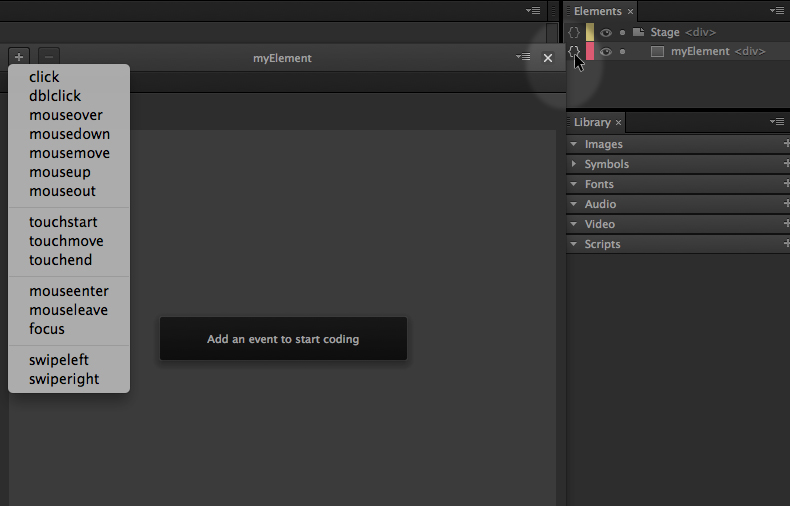 Elements ×
{} Stage <div>
+ myElement ×
{} myElement <div>
click
dblclick
mouseover
mousedown
mousemove
mouseup
mouseout
touchstart
touchmove
touchend
mouseenter
mouseleave
focus
swipeleft
swiperight
Add an event to start coding
Library ×
Images +
Symbols +
Fonts +
Audio +
Video +
Scripts +